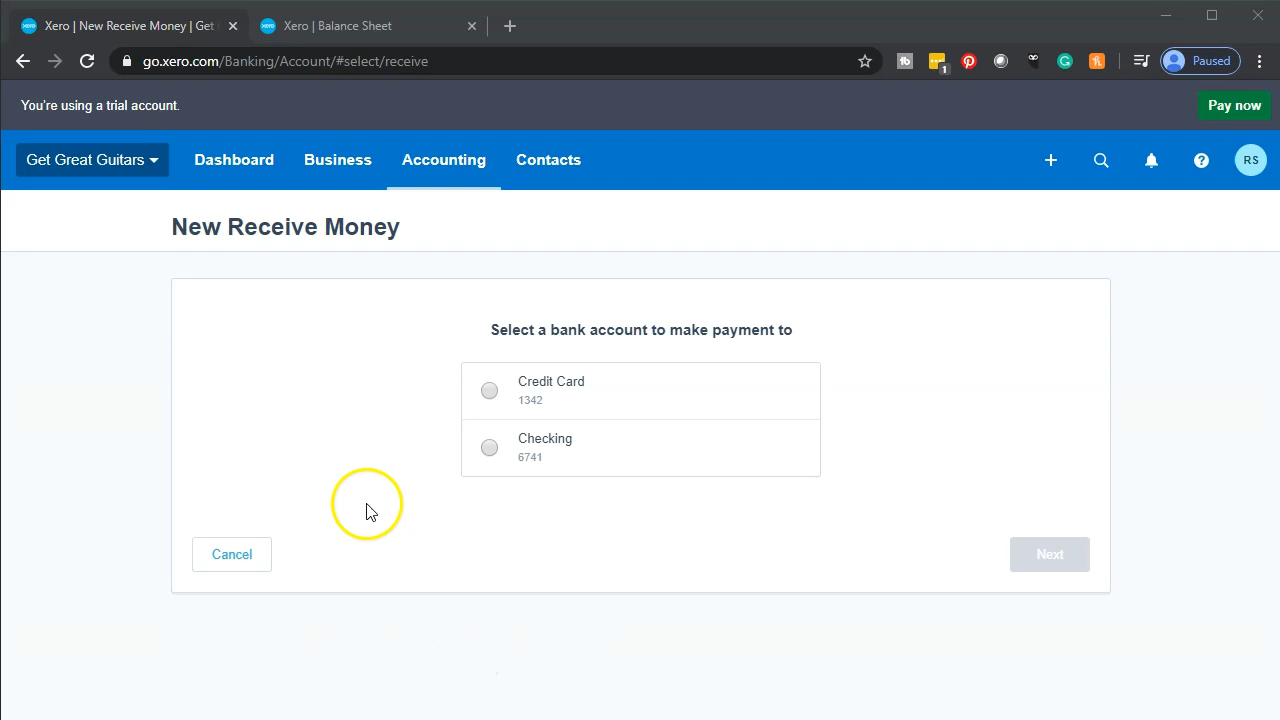 Xero | New Receive Money | Get
Xero | Balance Sheet
go.xero.com/Banking/Account/#select/receive
1
Paused
You're using a trial account.
Pay now
Get Great Guitars
Dashboard
Business
Accounting
Contacts
RS
New Receive Money
Select a bank account to make payment to
Credit Card
1342
Checking
6741
Cancel
Next